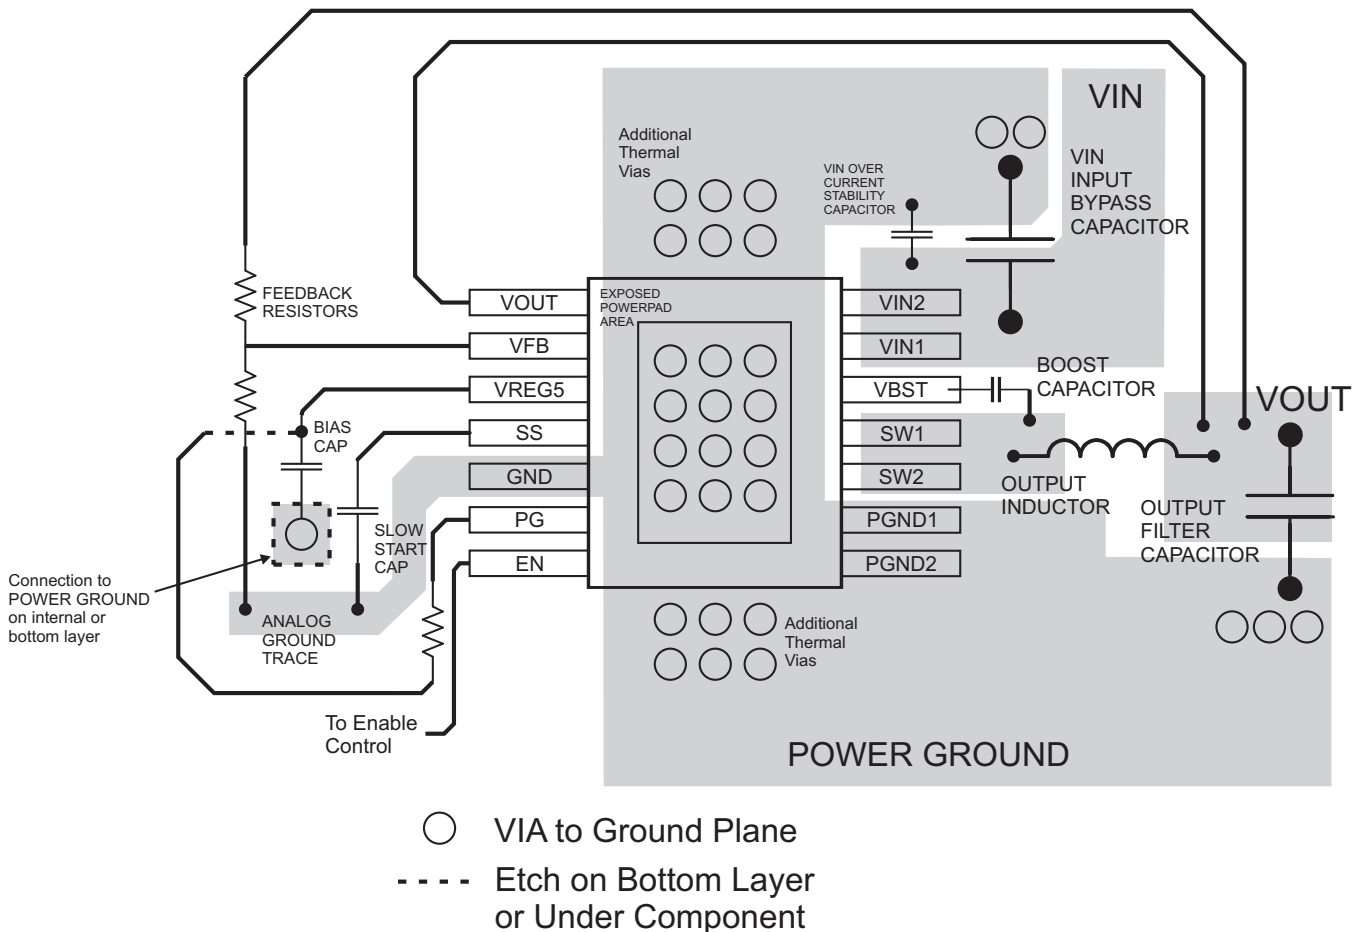 VIN
Additional
Thermal
Vias
VIN OVER
CURRENT
STABILITY
CAPACITOR
VIN
INPUT
BYPASS
CAPACITOR
FEEDBACK
RESISTORS
VOUT
EXPOSED
POWERPAD
AREA
VIN2
VFB
VIN1
VREG5
VBST
BOOST
CAPACITOR
VOUT
BIAS
CAP
SS
SW1
GND
SW2
OUTPUT
INDUCTOR
OUTPUT
FILTER
CAPACITOR
PG
PGND1
SLOW
START
CAP
EN
PGND2
Connection to
POWER GROUND
on internal or
bottom layer
ANALOG
GROUND
TRACE
Additional
Thermal
Vias
To Enable
Control
POWER GROUND
VIA to Ground Plane
Etch on Bottom Layer
or Under Component